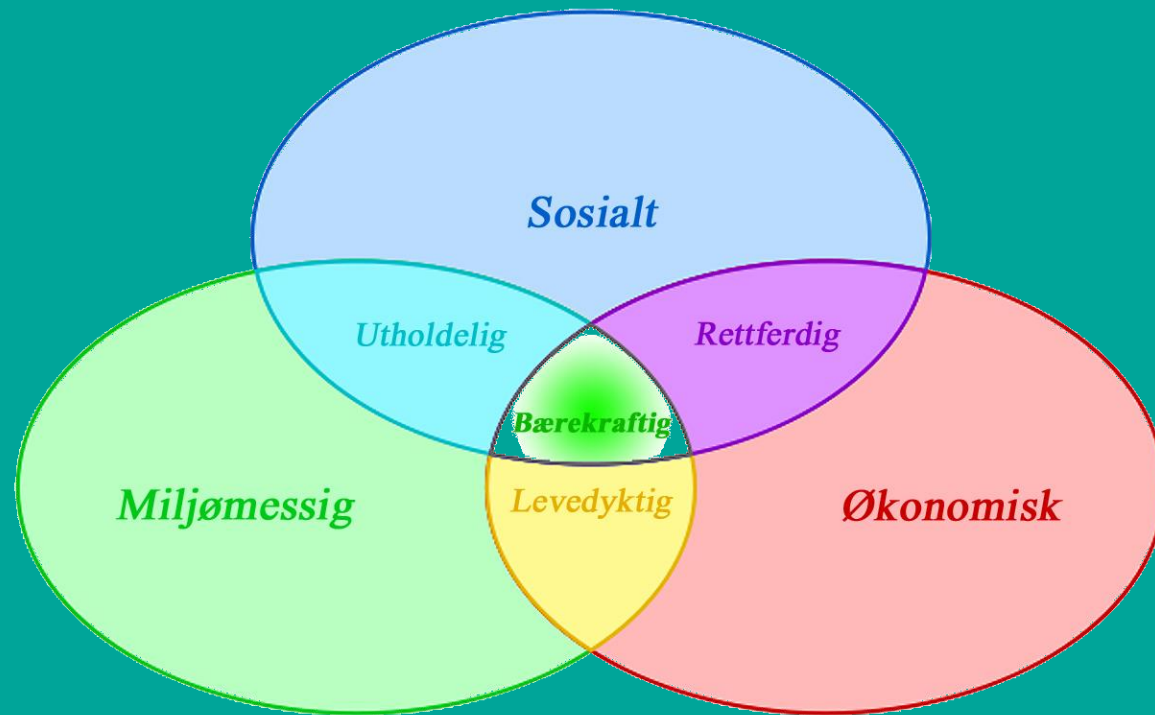 Sosialt
Utholdelig
Rettferdig
Bærekraftig
Levedyktig
Miljømessig
Økonomisk